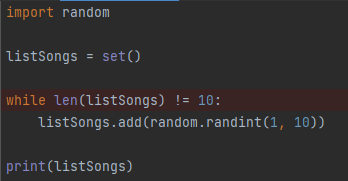 import random
listSongs = set()
while len(listSongs) != 10:
    listSongs.add(random.randint(1, 10))
print(listSongs)